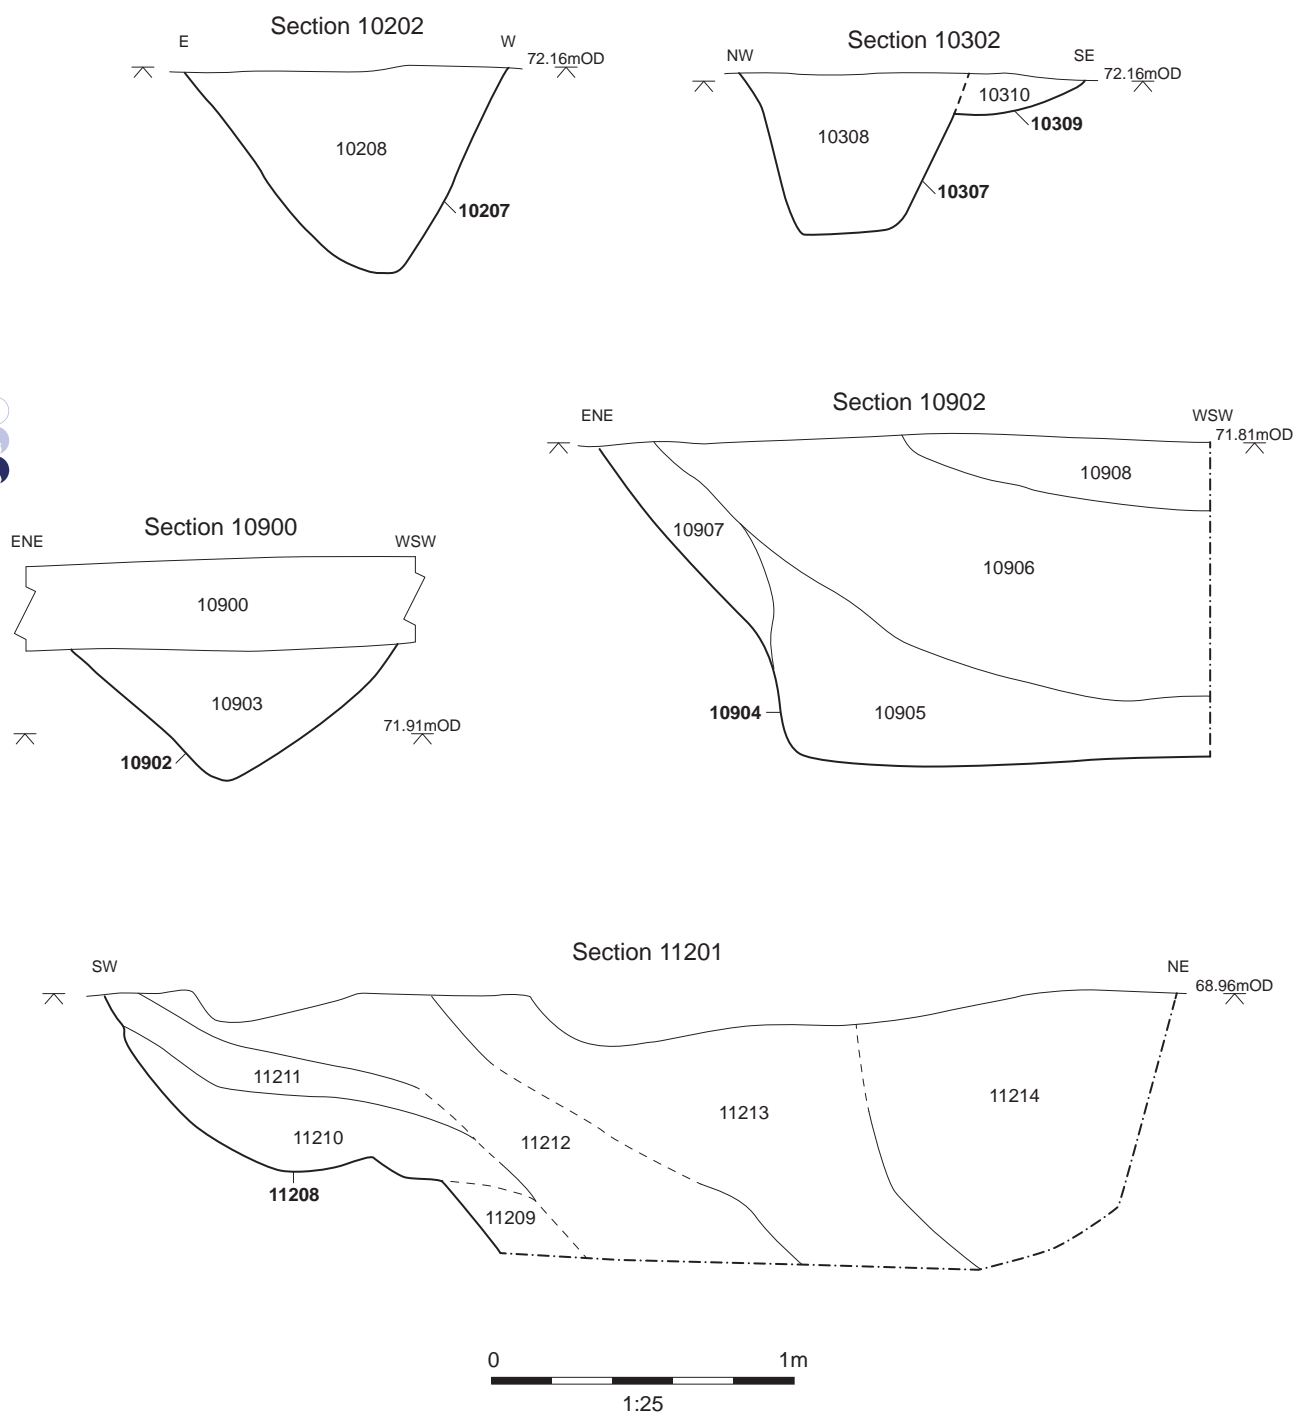 Section 10202
E
W
72.16mOD
10208
10207
Section 10302
NW
SE
72.16mOD
10310
10309
10308
10307
Section 10902
ENE
WSW
71.81mOD
10908
10907
10906
10904
10905
Section 10900
ENE
WSW
10900
10903
71.91mOD
10902
Section 11201
SW
NE
68.96mOD
11211
11214
11213
11210
11212
11208
11209
0 1m
1:25